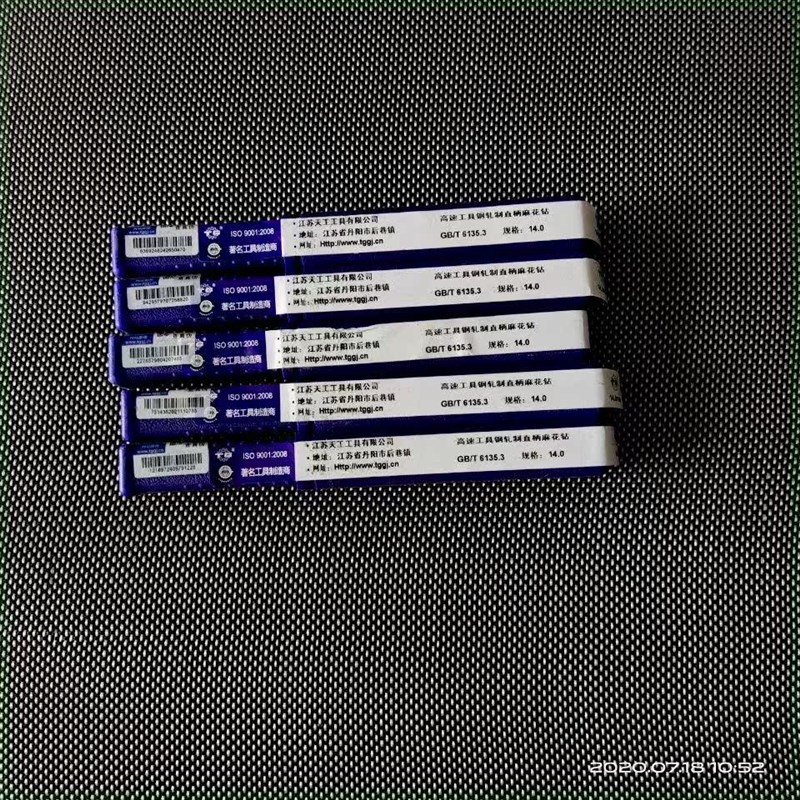 www.tggj.cn
TG
ISO 9001:2008
著名工具制造商
・江苏天工工具有限公司
・地址：江苏省丹阳市后巷镇
・网址：Http://www.tggj.cn
高速工具钢轧制直柄麻花钻
GB/T 6135.3 规格：14.0
ISO 9001:2008
著名工具制造商
・江苏天工工具有限公司
・地址：江苏省丹阳市后巷镇
・网址：Http://www.tggj.cn
高速工具钢轧制直柄麻花钻
GB/T 6135.3 规格：14.0
www.tggj.cn
ISO 9001:2008
著名工具制造商
・江苏天工工具有限公司
・地址：江苏省丹阳市后巷镇
・网址：Http://www.tggj.cn
高速工具钢轧制直柄麻花钻
GB/T 6135.3 规格：14.0
ISO 9001:2008
著名工具制造商
・江苏天工工具有限公司
・地址：江苏省丹阳市后巷镇
・网址：Http://www.tggj.cn
高速工具钢轧制直柄麻花钻
GB/T 6135.3 规格：14.0
www.tggj.cn
TG
ISO 9001:2008
著名工具制造商
・江苏天工工具有限公司
・地址：江苏省丹阳市后巷镇
・网址：Http://www.tggj.cn
高速工具钢轧制直柄麻花钻
GB/T 6135.3 规格：14.0
2020.07.18 10:52